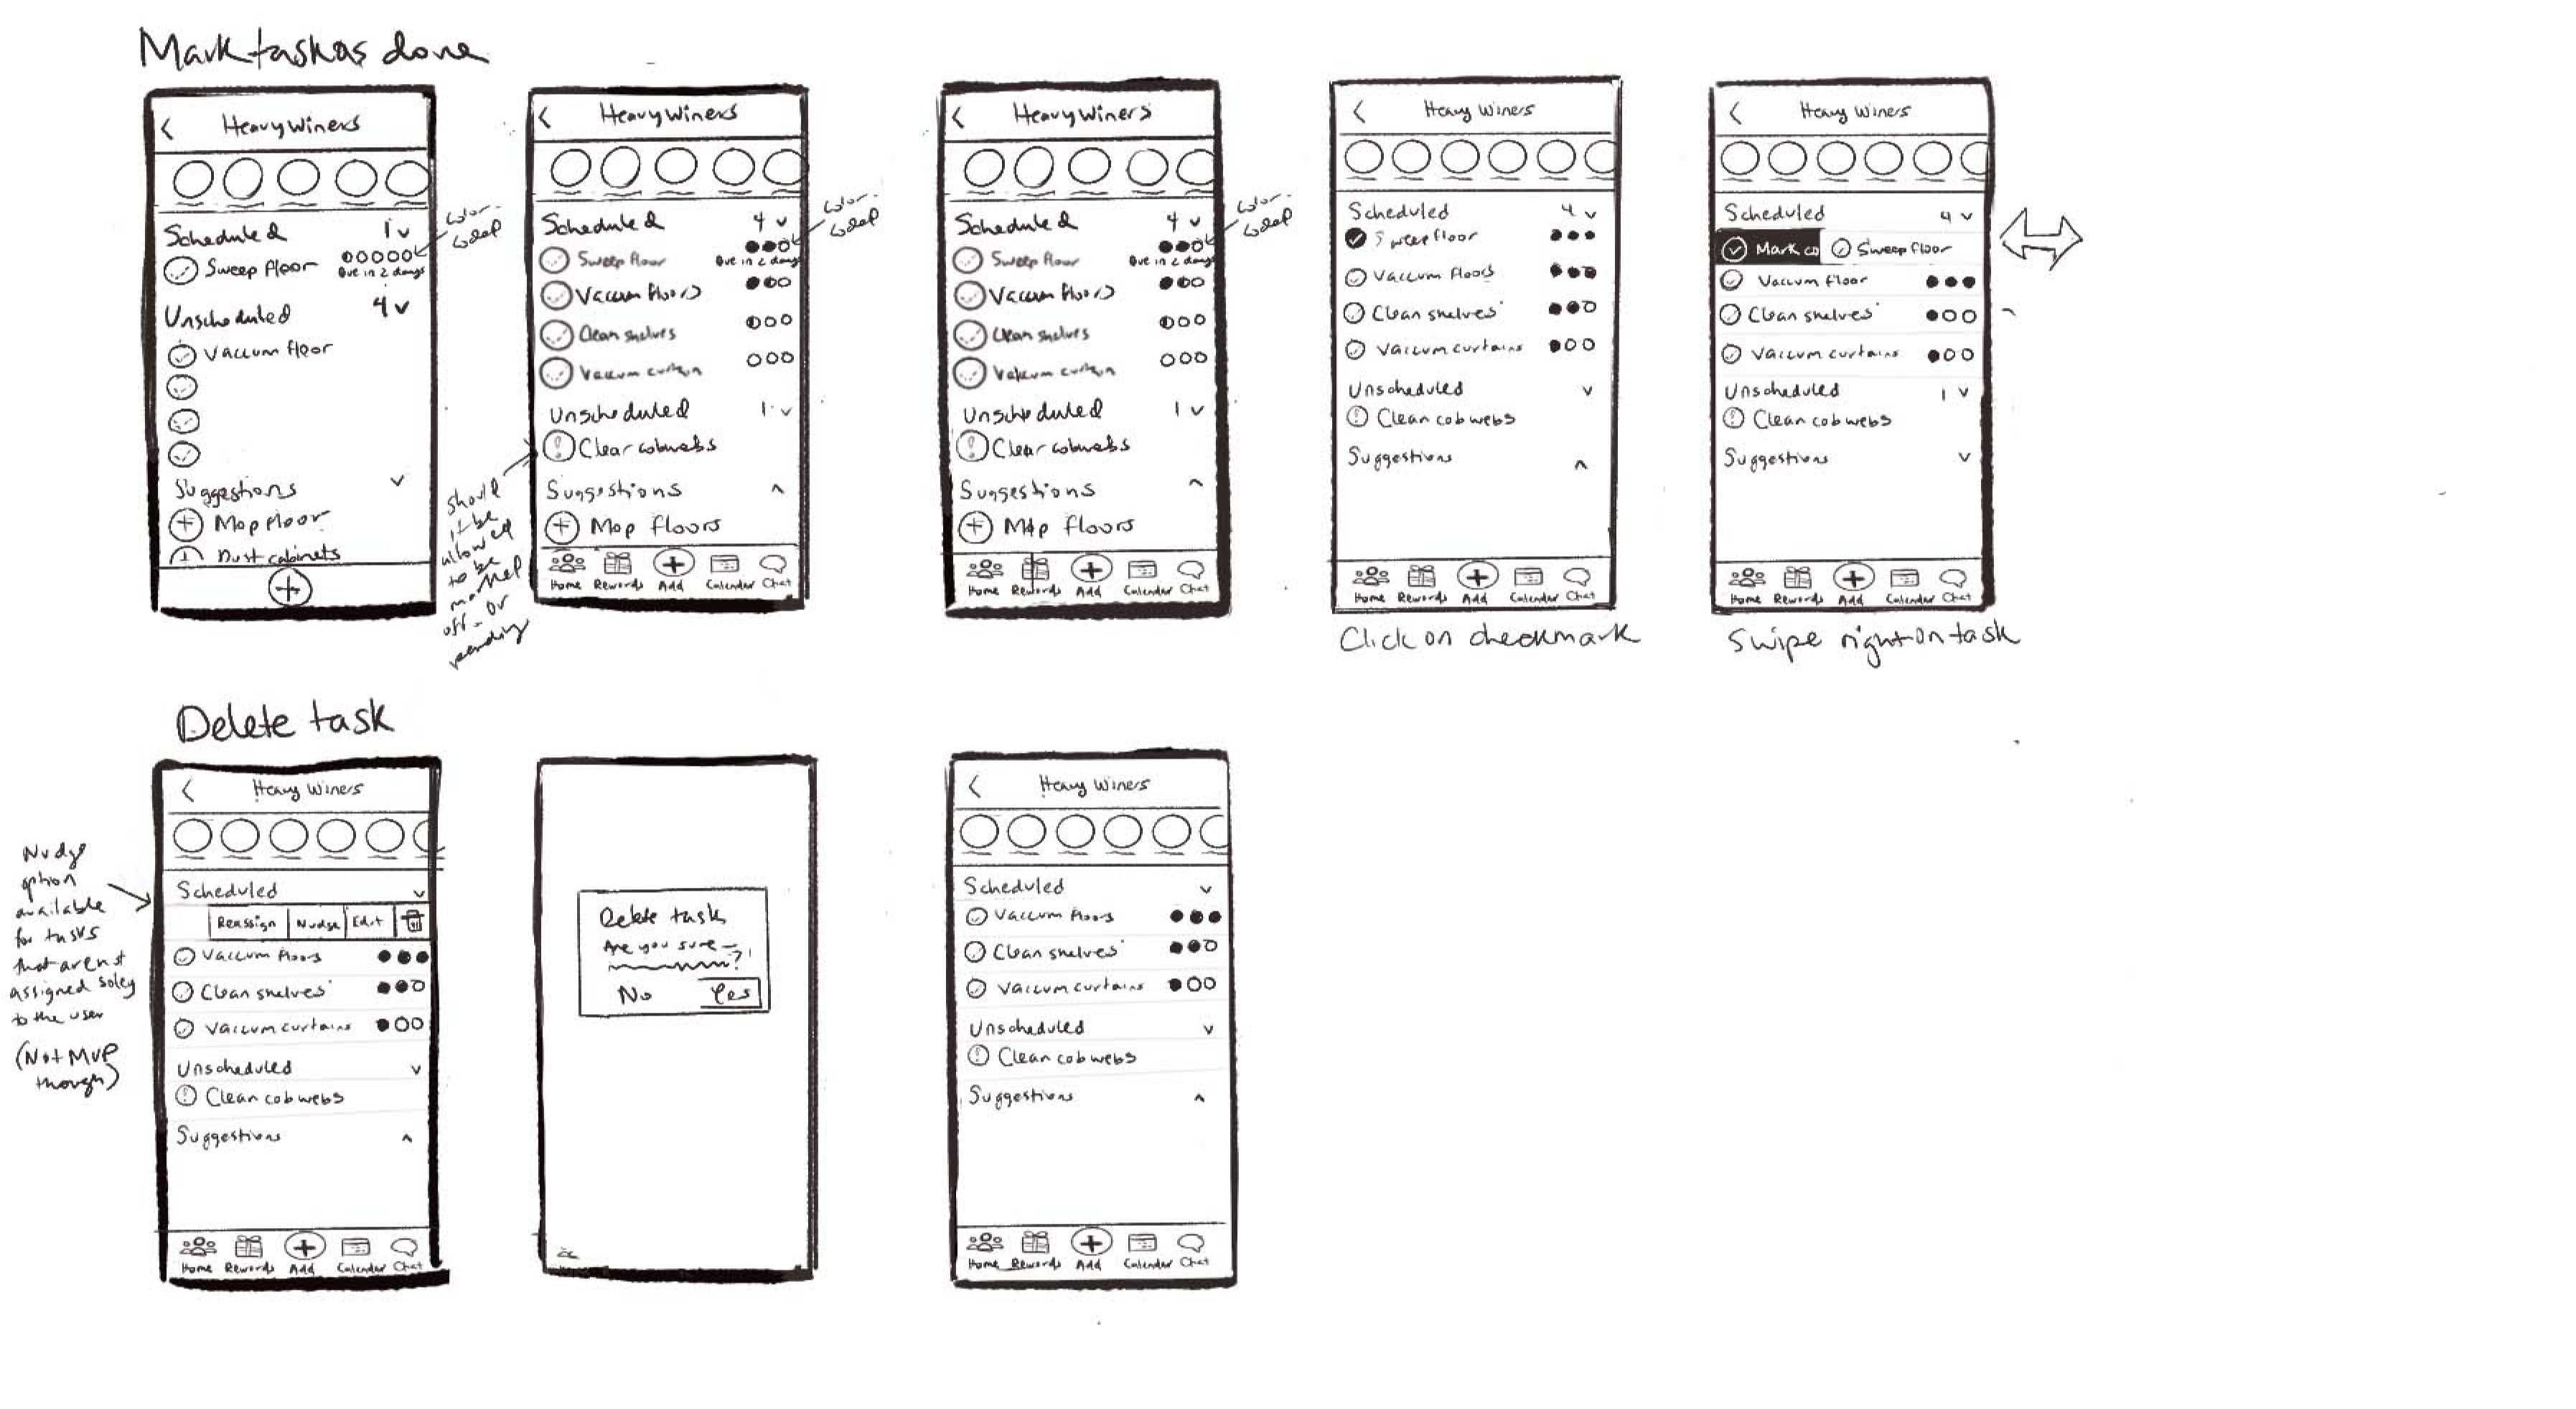 Mark task as done
< Heavy Winers
Scheduled 1 v
Sweep floor
Due in 2 days
Unscheduled 4 v
Vaccum floor
Suggestions v
+ Mop floor
Dust cabinets
+
color-
coded
< Heavy Winers
Scheduled 4 v
Sweep floor
Due in 2 days
Vaccum floors
Clean shelves
Vaccum curtain
Unscheduled 1 v
! Clear cobwebs
Suggestions ^
+ Mop floors
Home Rewards Add Calendar Chat
color-
coded
should
it be
allowed
to be
marked
off - or
pending
< Heavy Winers
Scheduled 4 v
Sweep floor
Due in 2 days
Vaccum floors
Clean shelves
Vaccum curtain
Unscheduled 1 v
! Clear cobwebs
Suggestions ^
+ Mop floors
Home Rewards Add Calendar Chat
color-
coded
< Heavy Winers
Scheduled 4 v
Sweep floor
Vaccum floors
Clean shelves
Vaccum curtains
Unscheduled v
! Clean cobwebs
Suggestions ^
Home Rewards Add Calendar Chat
Click on checkmark
< Heavy Winers
Scheduled 4 v
Mark co Sweep floor
Vaccum floor
Clean shelves
Vaccum curtains
Unscheduled 1 v
! Clean cobwebs
Suggestions v
Home Rewards Add Calendar Chat
Swipe right on task
Delete task
Nudge
option
available
for tasks
that arenst
assigned soley
to the user
(Not MVP
though)
< Heavy Winers
Scheduled v
Reassign Nudge Edit
Vaccum floors
Clean shelves
Vaccum curtains
Unscheduled v
! Clean cobwebs
Suggestions ^
Home Rewards Add Calendar Chat
Delete task
Are you sure
?
No Yes
< Heavy Winers
Scheduled v
Vaccum floors
Clean shelves
Vaccum curtains
Unscheduled v
! Clean cobwebs
Suggestions ^
Home Rewards Add Calendar Chat